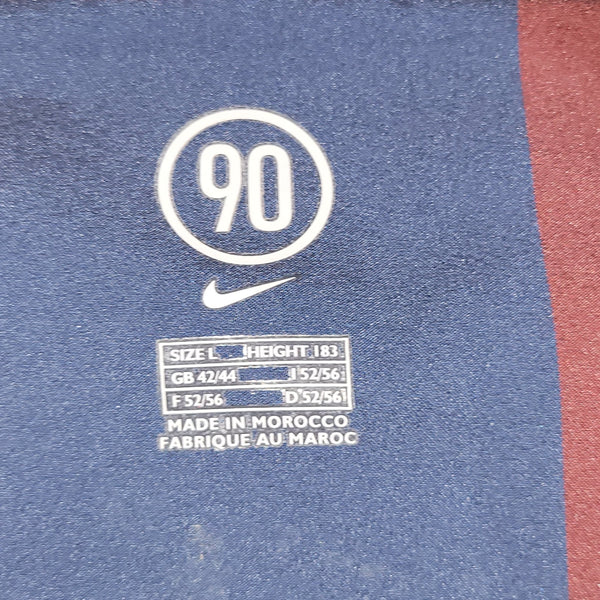 90
SIZE L HEIGHT 183
GB 42/44 I 52/56
F 52/56 D 52/56
MADE IN MOROCCO
FABRIQUE AU MAROC